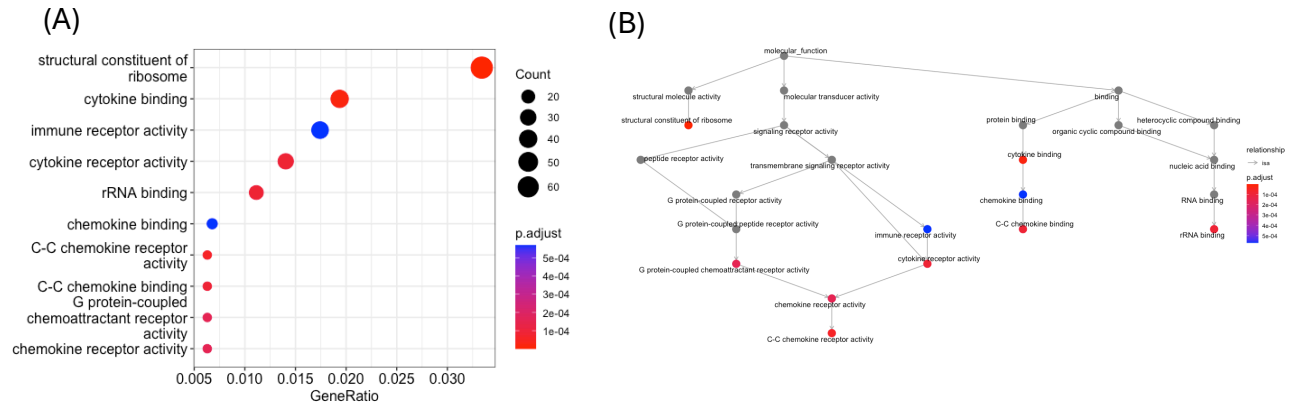 (A)
structural constituent of
ribosome
cytokine binding
immune receptor activity
cytokine receptor activity
rRNA binding
chemokine binding
C-C chemokine receptor
activity
C-C chemokine binding
G protein-coupled
chemoattractant receptor
activity
chemokine receptor activity
0.005 0.010 0.015 0.020 0.025 0.030
GeneRatio
Count
20
30
40
50
60
p.adjust
5e-04
4e-04
3e-04
2e-04
1e-04
(B)
molecular_function
structural molecule activity
molecular transducer activity
binding
structural constituent of ribosome
signaling receptor activity
protein binding
organic cyclic compound binding
heterocyclic compound binding
peptide receptor activity
transmembrane signaling receptor activity
cytokine binding
nucleic acid binding
G protein-coupled receptor activity
chemokine binding
RNA binding
G protein-coupled peptide receptor activity
immune receptor activity
C-C chemokine binding
rRNA binding
G protein-coupled chemoattractant receptor activity
cytokine receptor activity
chemokine receptor activity
C-C chemokine receptor activity
relationship
isa
p.adjust
1e-04
2e-04
3e-04
4e-04
5e-04